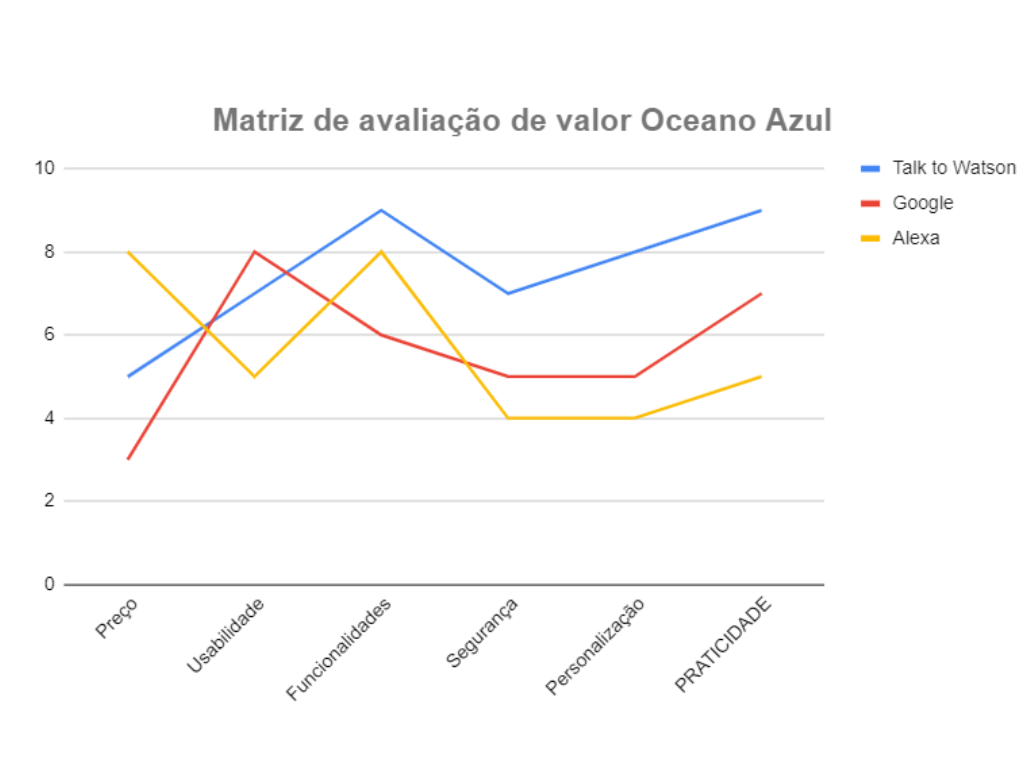 Matriz de avaliação de valor Oceano Azul
10
8
6
4
2
0
Talk to Watson
Google
Alexa
Preço
Usabilidade
Funcionalidades
Segurança
Personalização
PRATICIDADE